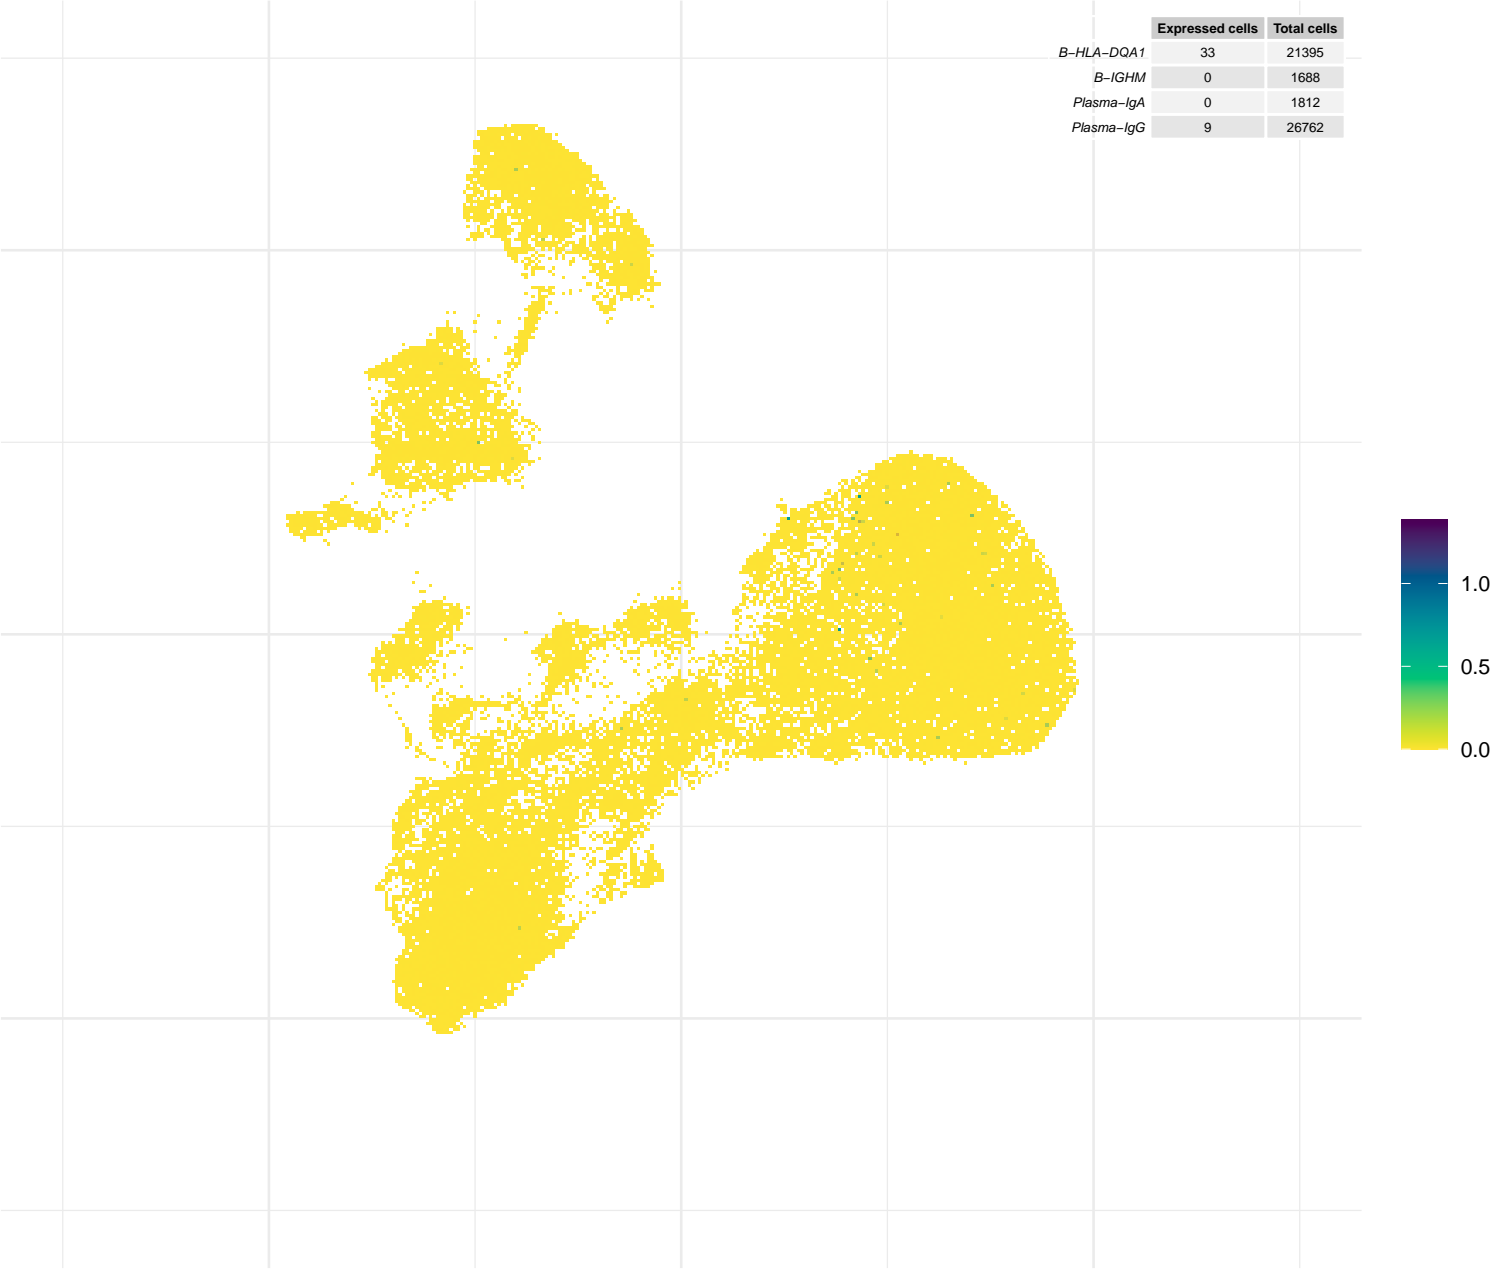 Expressed cells Total cells
B−HLA−DQA1 33 21395
B−IGHM 0 1688
Plasma−IgA 0 1812
Plasma−IgG 9 26762
1.0
0.5
0.0